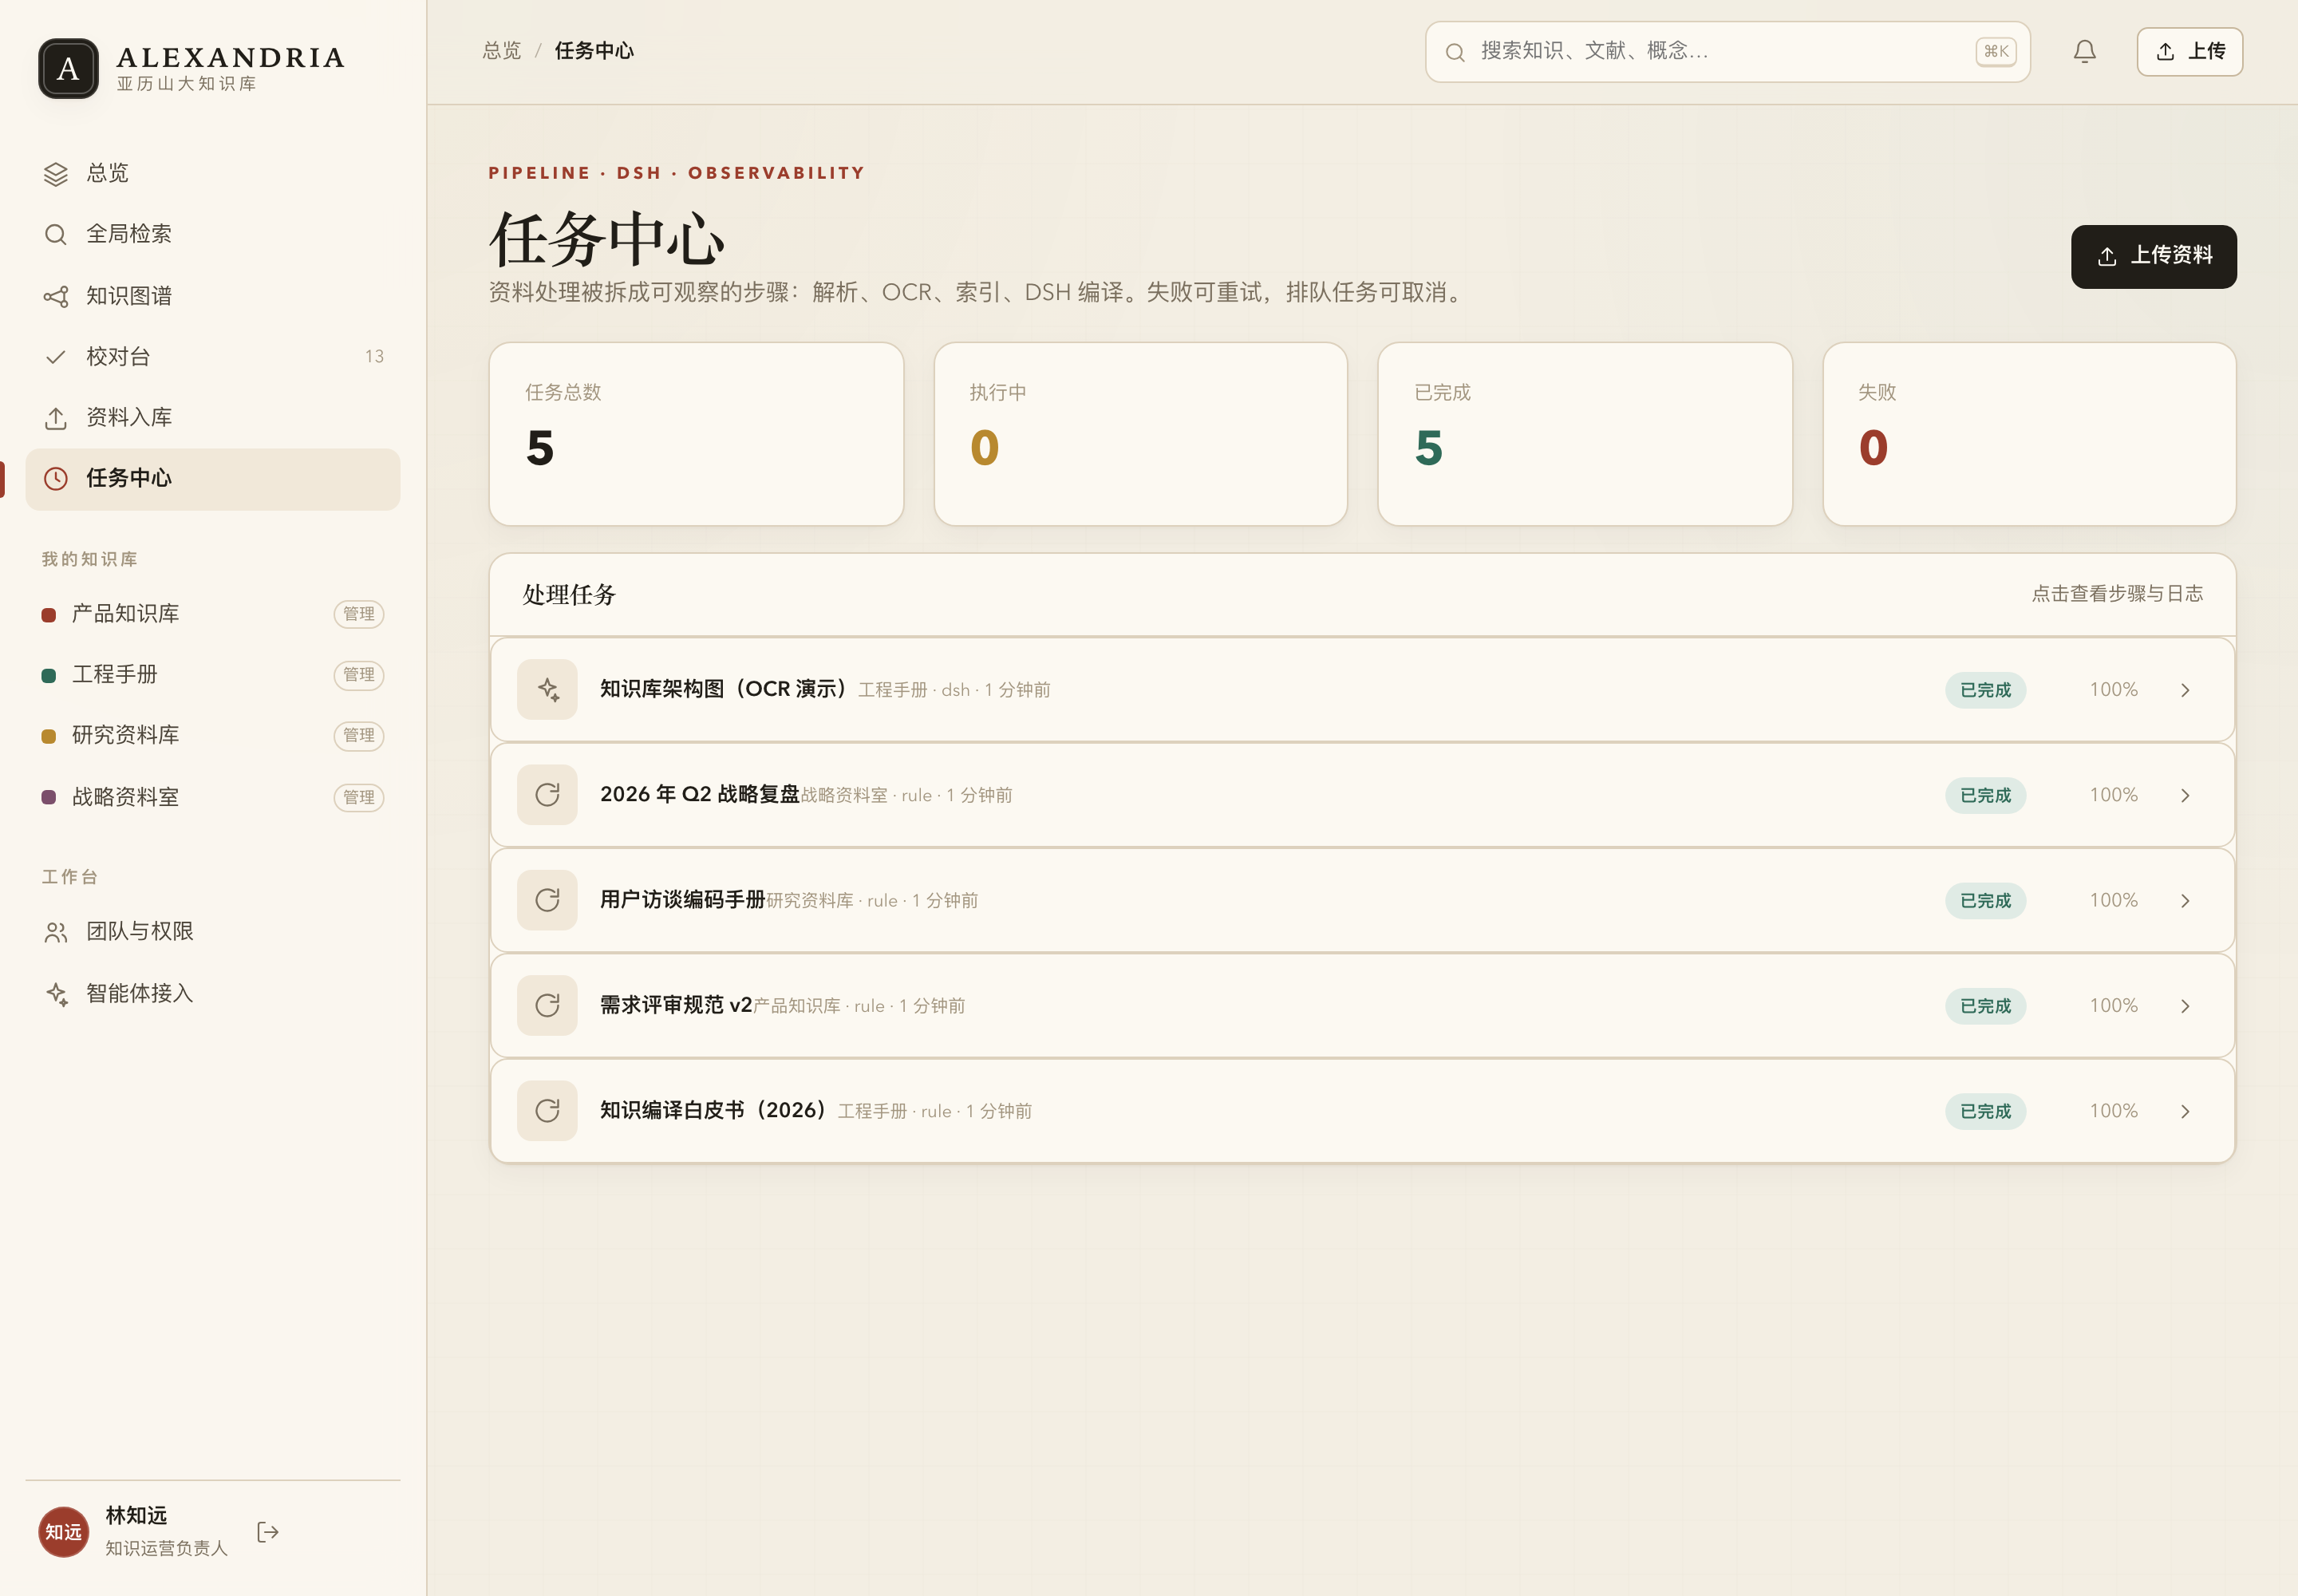 A
ALEXANDRIA
亚历山大知识库
总览
全局检索
知识图谱
校对台 13
资料入库
任务中心
我的知识库
产品知识库 管理
工程手册 管理
研究资料库 管理
战略资料室 管理
工作台
团队与权限
智能体接入
知远
林知远
知识运营负责人
总览 / 任务中心
搜索知识、文献、概念… ⌘K
上传
PIPELINE · DSH · OBSERVABILITY
任务中心
资料处理被拆成可观察的步骤：解析、OCR、索引、DSH 编译。失败可重试，排队任务可取消。
上传资料
任务总数
5
执行中
0
已完成
5
失败
0
处理任务 点击查看步骤与日志
知识库架构图（OCR 演示）工程手册 · dsh · 1 分钟前 已完成 100%
2026 年 Q2 战略复盘战略资料室 · rule · 1 分钟前 已完成 100%
用户访谈编码手册研究资料库 · rule · 1 分钟前 已完成 100%
需求评审规范 v2产品知识库 · rule · 1 分钟前 已完成 100%
知识编译白皮书（2026）工程手册 · rule · 1 分钟前 已完成 100%